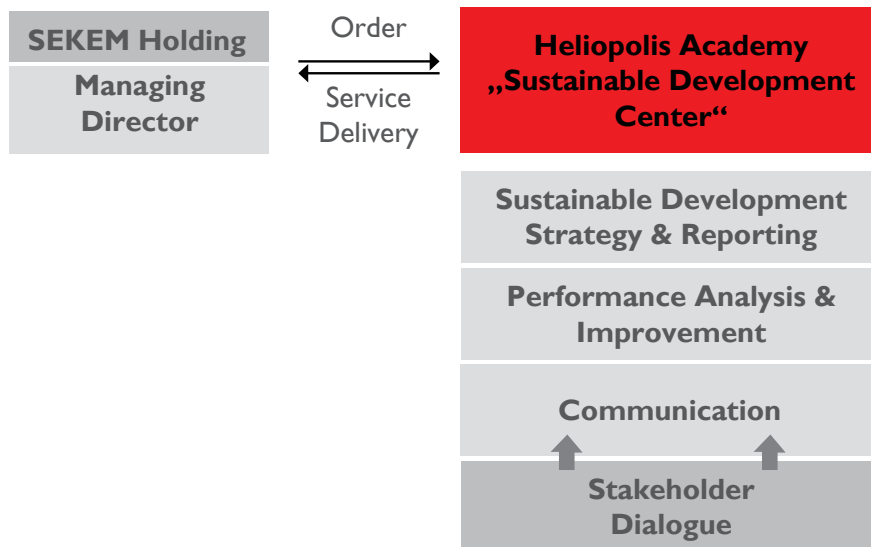 SEKEM Holding
Managing
Director
Order
Service
Delivery
Heliopolis Academy
„Sustainable Development
Center“
Sustainable Development
Strategy & Reporting
Performance Analysis &
Improvement
Communication
Stakeholder
Dialogue